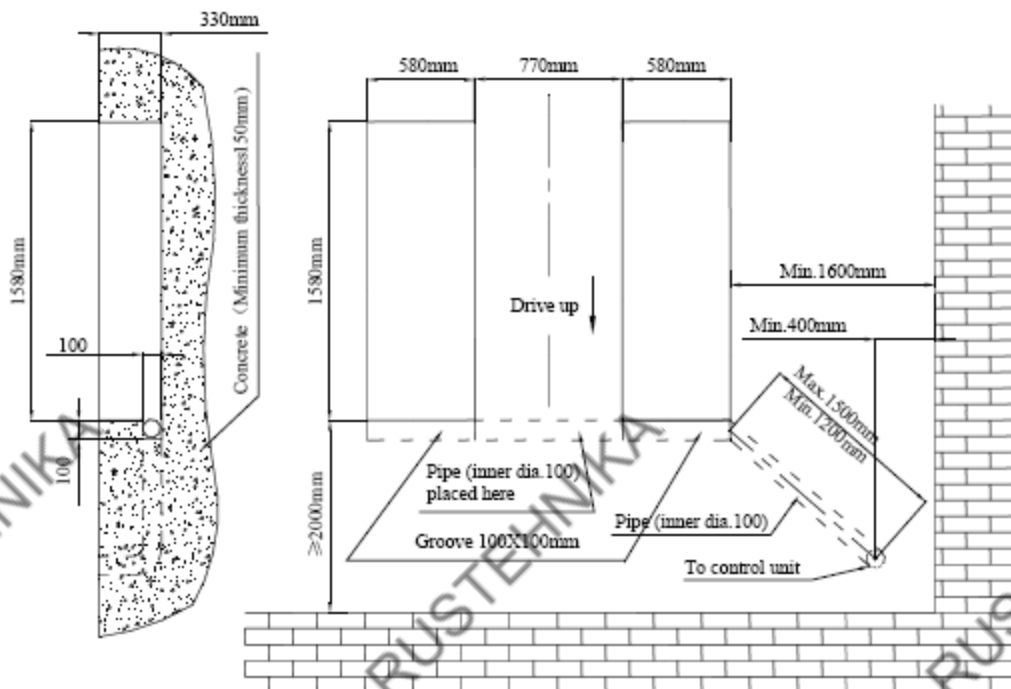 330mm
1580mm
100
100
Concrete (Minimum thickness150mm)
580mm
770mm
580mm
1580mm
Drive up
Min.1600mm
Min.400mm
Max.1500mm
Min.1200mm
≥2000mm
Pipe (inner dia.100)
placed here
Pipe (inner dia.100)
Groove 100X100mm
To control unit
NIKA
RUSTEHNIKA
RUS